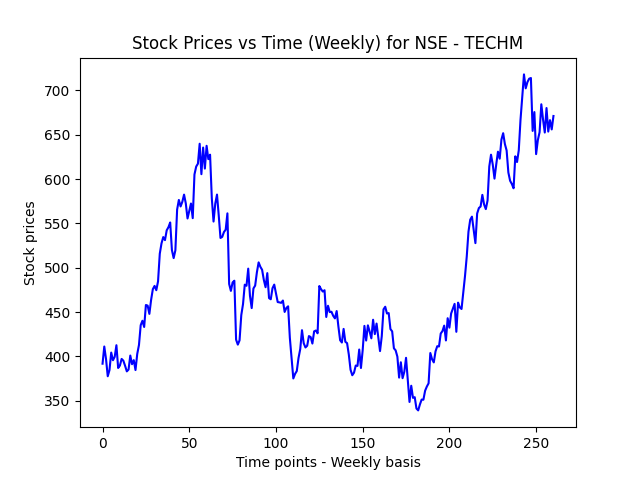 Stock Prices vs Time (Weekly) for NSE - TECHM
700
650
600
550
500
450
400
350
Stock prices
0 50 100 150 200 250
Time points - Weekly basis